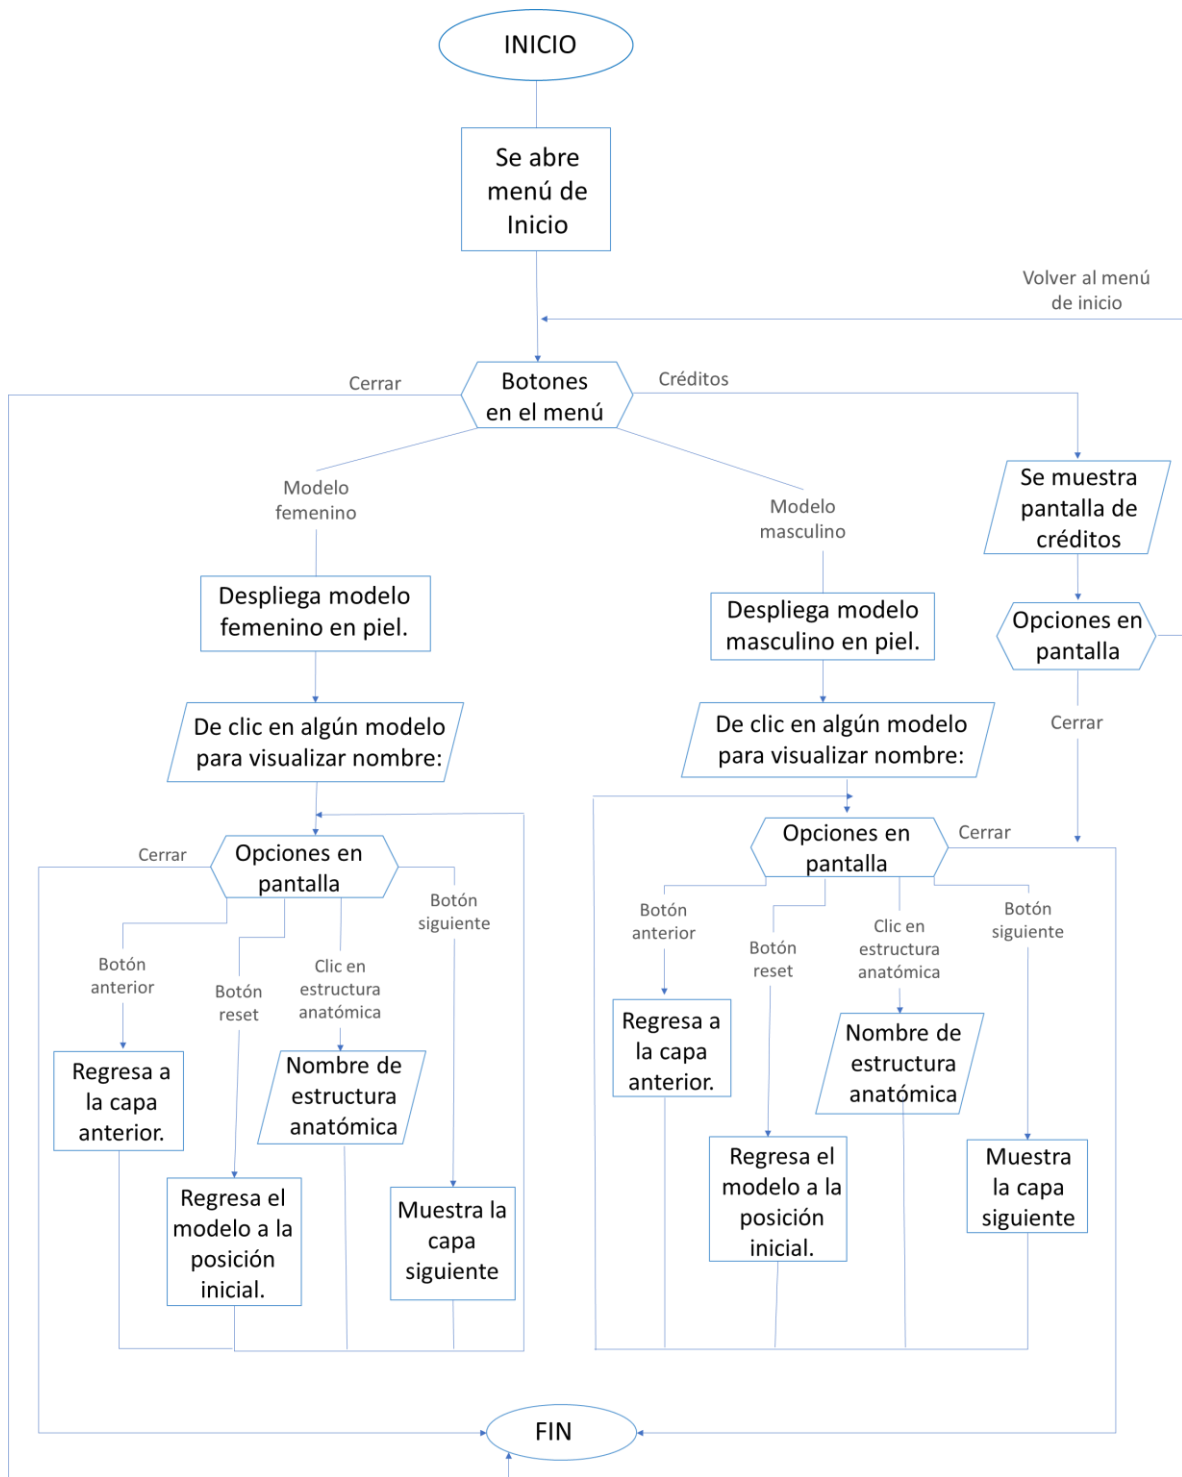 INICIO
Se abre
menú de
Inicio
Volver al menú
de inicio
Cerrar
Botones
en el menú
Créditos
Modelo
femenino
Modelo
masculino
Se muestra
pantalla de
créditos
Despliega modelo
femenino en piel.
Despliega modelo
masculino en piel.
Opciones en
pantalla
De clic en algún modelo
para visualizar nombre:
De clic en algún modelo
para visualizar nombre:
Cerrar
Cerrar
Opciones en
pantalla
Botón
siguiente
Opciones en
pantalla
Cerrar
Botón
anterior
Botón
reset
Clic en
estructura
anatómica
Botón
anterior
Botón
reset
Clic en
estructura
anatómica
Botón
siguiente
Regresa a
la capa
anterior.
Nombre de
estructura
anatómica
Regresa a
la capa
anterior.
Nombre de
estructura
anatómica
Regresa el
modelo a la
posición
inicial.
Muestra la
capa
siguiente
Regresa el
modelo a la
posición
inicial.
Muestra
la capa
siguiente
FIN